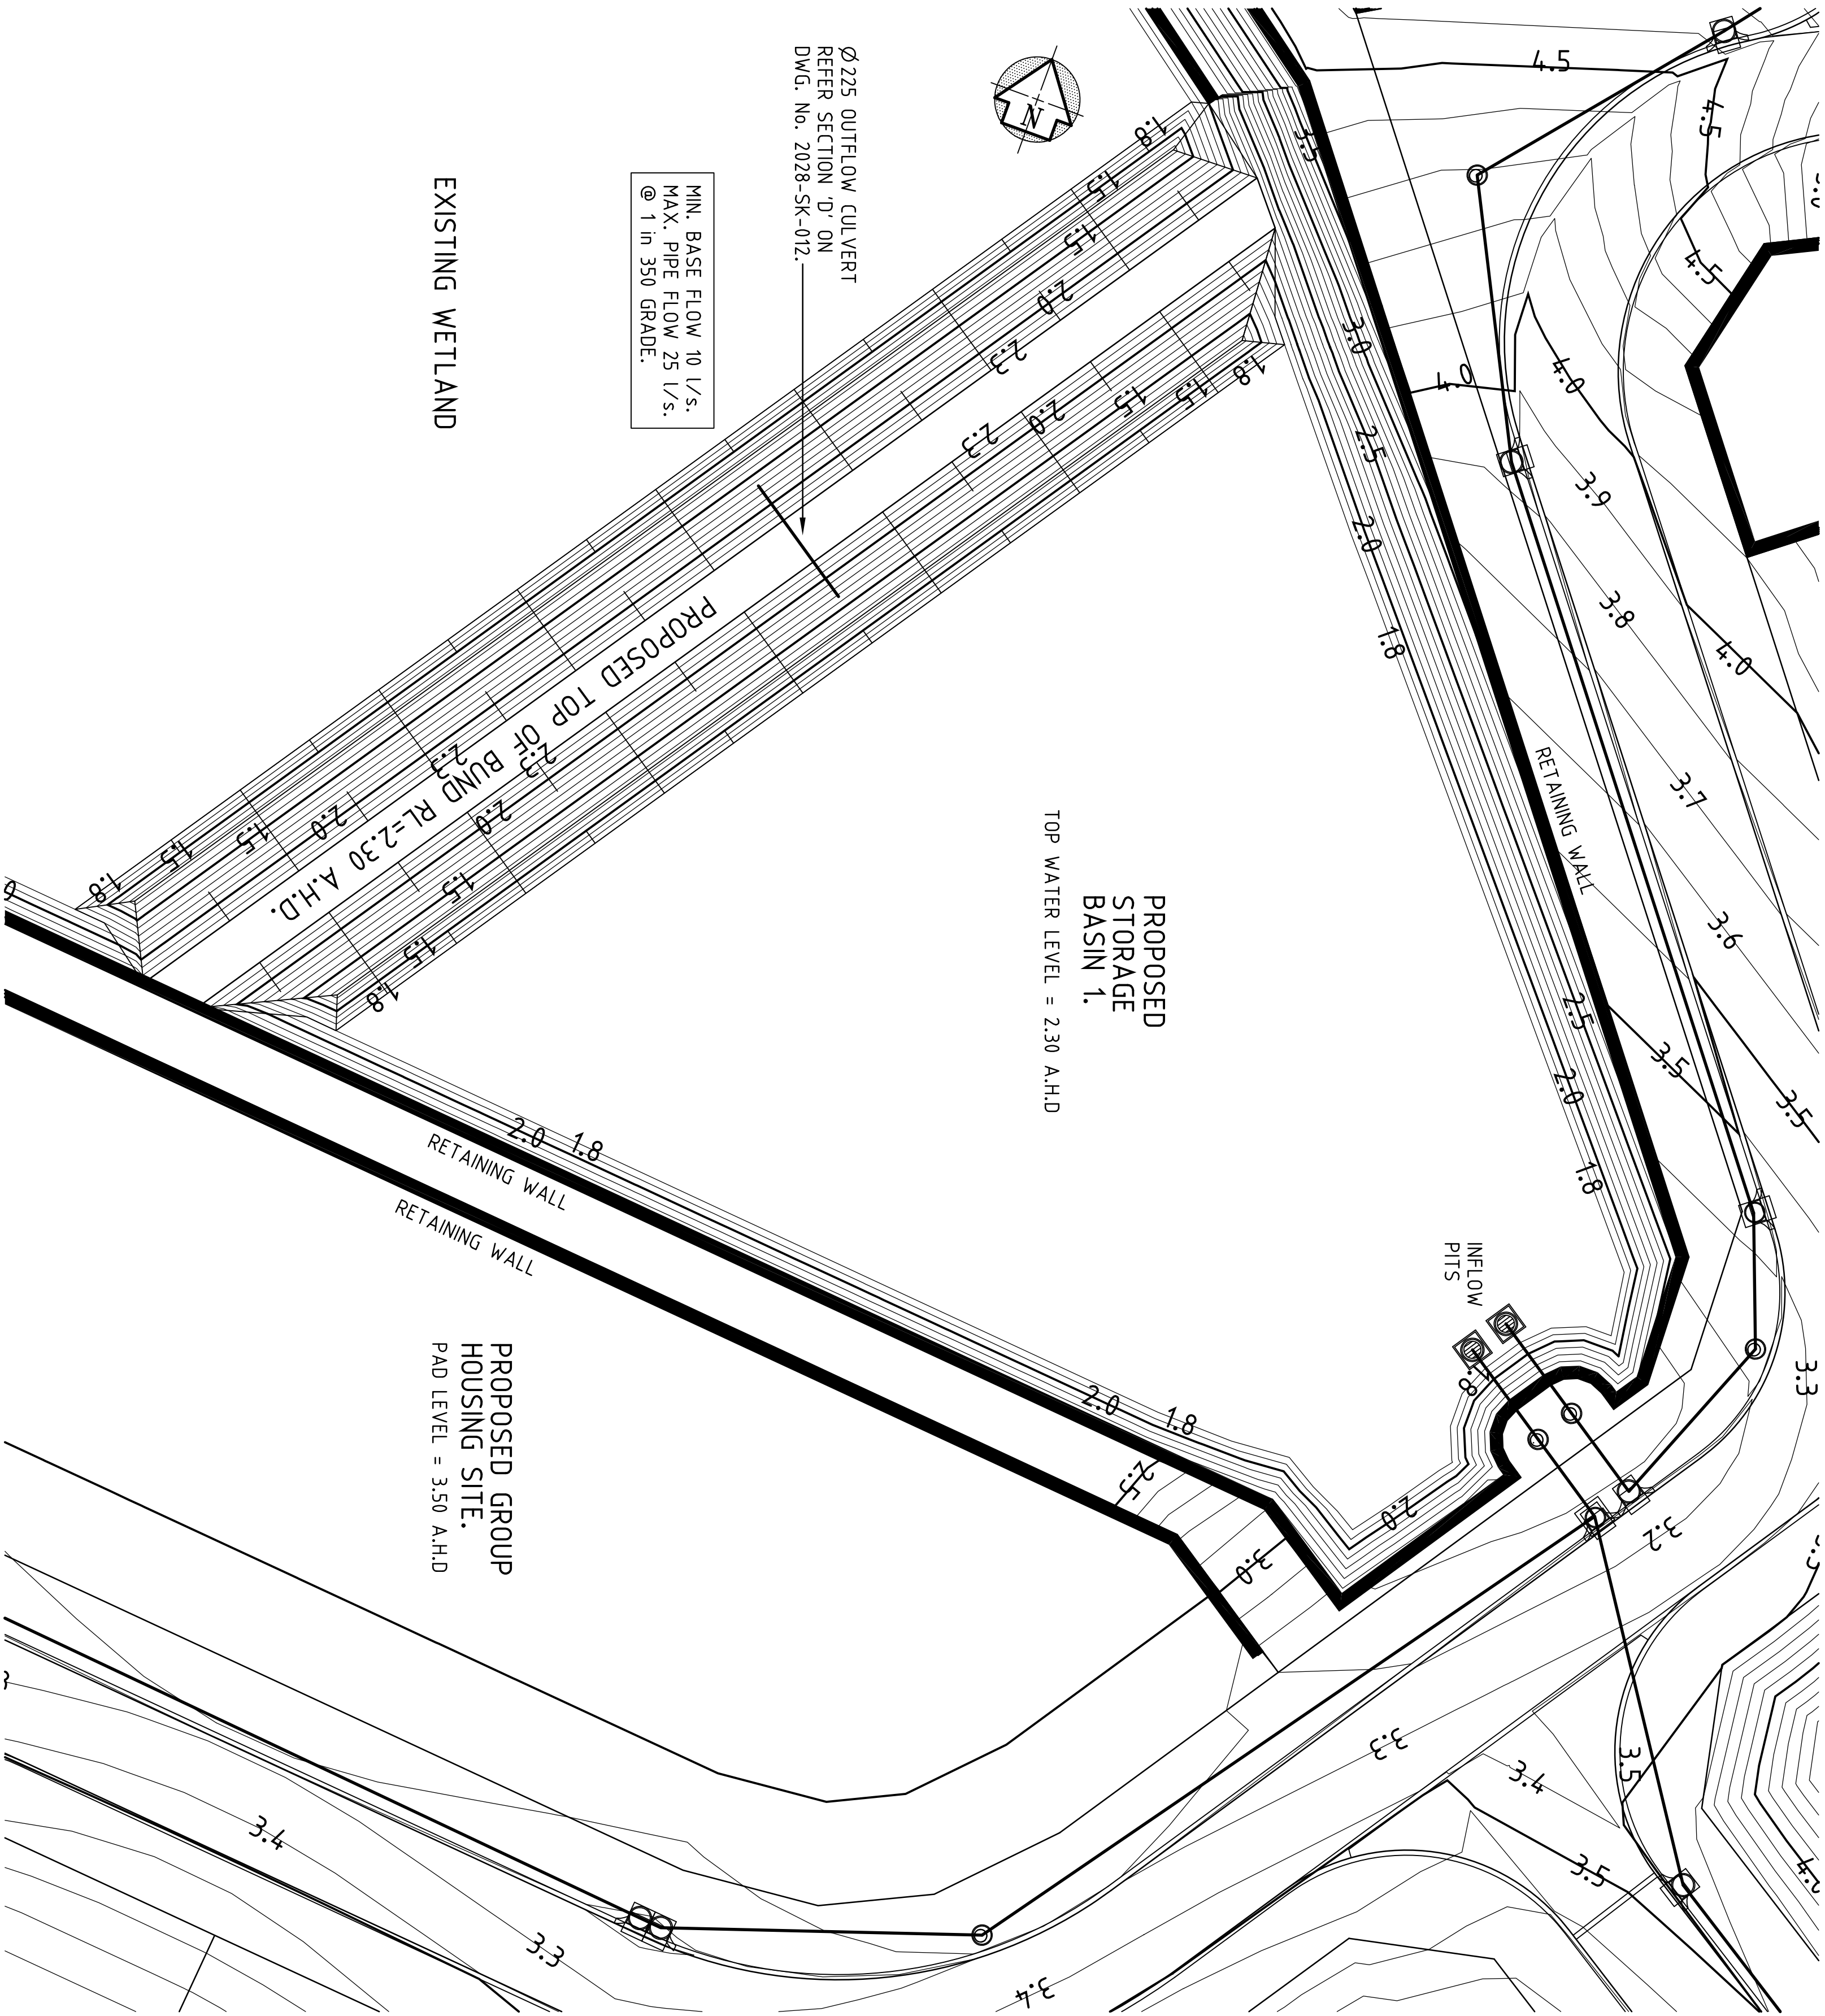 Ø225 OUTFLOW CULVERT
REFER SECTION 'D' ON
DWG. No. 2028-SK-012.
N
MIN. BASE FLOW 10 l/s.
MAX. PIPE FLOW 25 l/s.
@ 1 in 350 GRADE.
EXISTING WETLAND
PROPOSED TOP OF BUND RL=2.30 A.H.D.
PROPOSED
STORAGE
BASIN 1.
TOP WATER LEVEL = 2.30 A.H.D
RETAINING WALL
INFLOW
PITS
RETAINING WALL
RETAINING WALL
PROPOSED GROUP
HOUSING SITE.
PAD LEVEL = 3.50 A.H.D
4.5
4.5
4.5
3.5
3.0
2.5
2.0
1.8
4.0
4.0
3.9
3.8
4.0
3.7
3.6
3.5
3.5
2.5
2.0
1.8
3.3
1.8
1.5
1.5
2.0
2.3
1.8
1.5
1.5
2.0
2.3
2.3
2.3
2.0
2.0
1.5
1.5
1.8
1.5
1.5
1.8
2.0
1.8
2.0
1.8
1.8
2.0
2.5
3.0
3.2
3.3
3.4
3.5
3.5
3.4
3.3
3.4